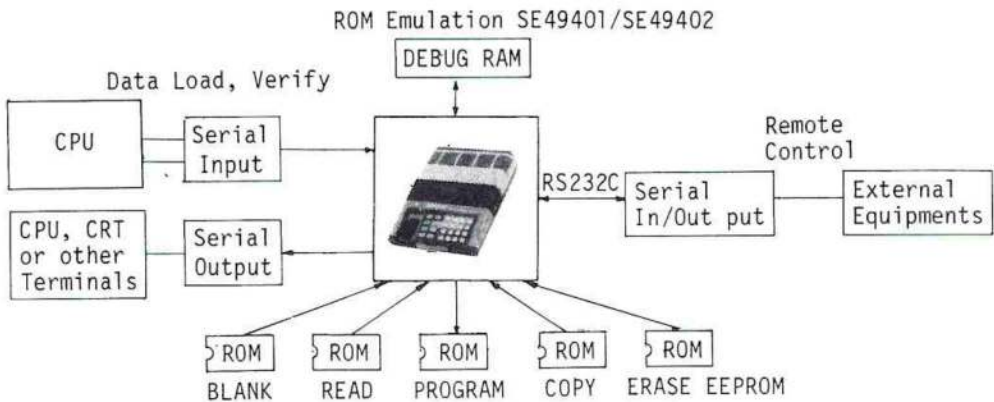 ROM Emulation SE49401/SE49402
DEBUG RAM
Data Load, Verify
CPU
Serial
Input
Remote
Control
RS232C
Serial
In/Out put
External
Equipments
CPU, CRT
or other
Terminals
Serial
Output
ROM
ROM
ROM
ROM
ROM
BLANK
READ
PROGRAM
COPY
ERASE EEPROM